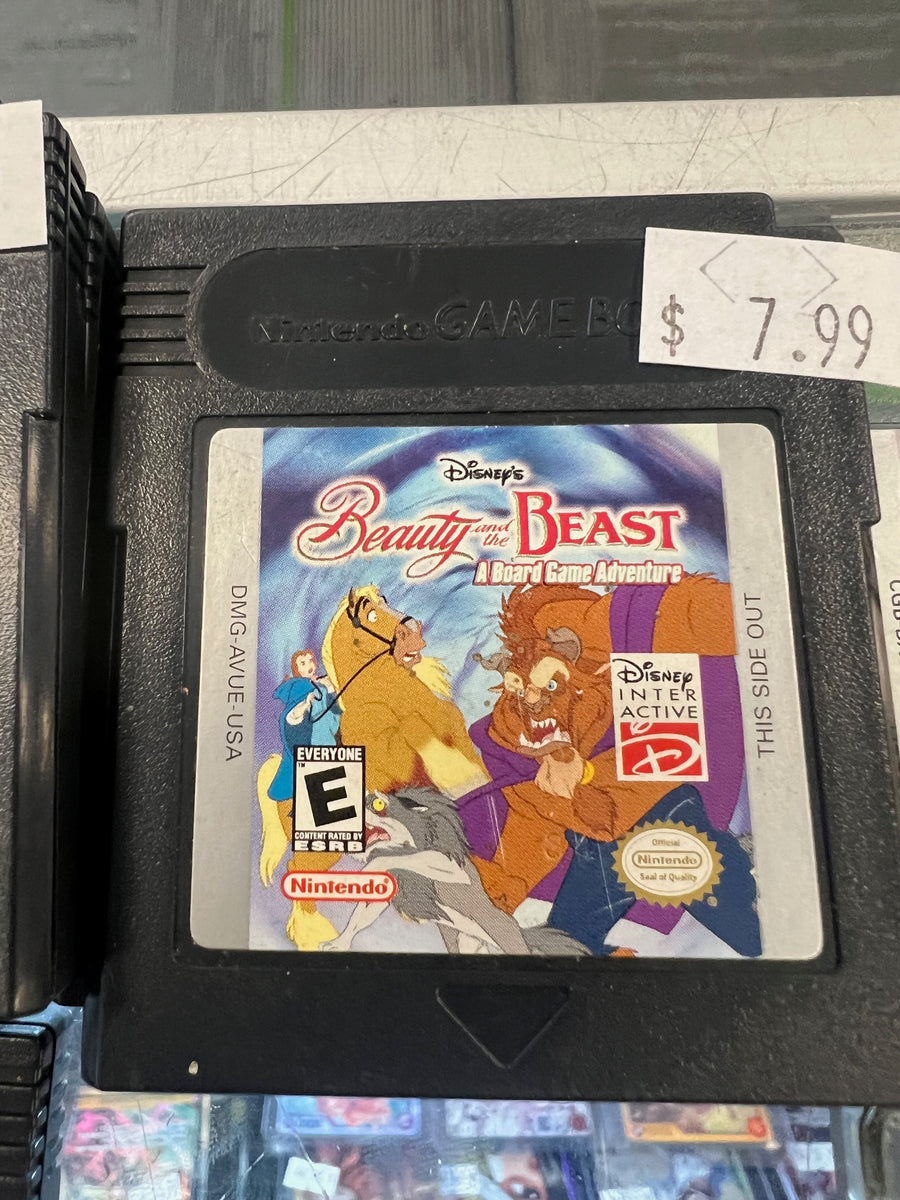 Nintendo GAME BO
$ 7.99
DISNEY'S
Beauty and the BEAST
A Board Game Adventure
DMG-AVUE-USA
THIS SIDE OUT
DISNEY
INTER
ACTIVE
EVERYONE
E
TM
CONTENT RATED BY
ESRB
Nintendo®
Official
Nintendo
Seal of Quality